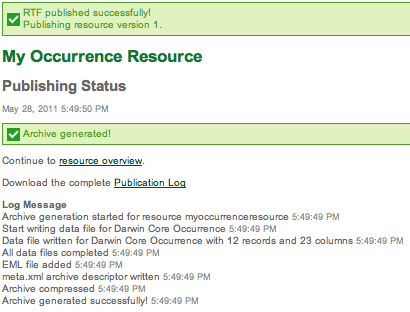 RTF published successfully!
Publishing resource version 1.
My Occurrence Resource
Publishing Status
May 28, 2011 5:49:50 PM
Archive generated!
Continue to resource overview.
Download the complete Publication Log
Log Message
Archive generation started for resource myoccurrenceresource 5:49:49 PM
Start writing data file for Darwin Core Occurrence 5:49:49 PM
Data file written for Darwin Core Occurrence with 12 records and 23 columns 5:49:49 PM
All data files completed 5:49:49 PM
EML file added 5:49:49 PM
meta.xml archive descriptor written 5:49:49 PM
Archive compressed 5:49:49 PM
Archive generated successfully! 5:49:49 PM